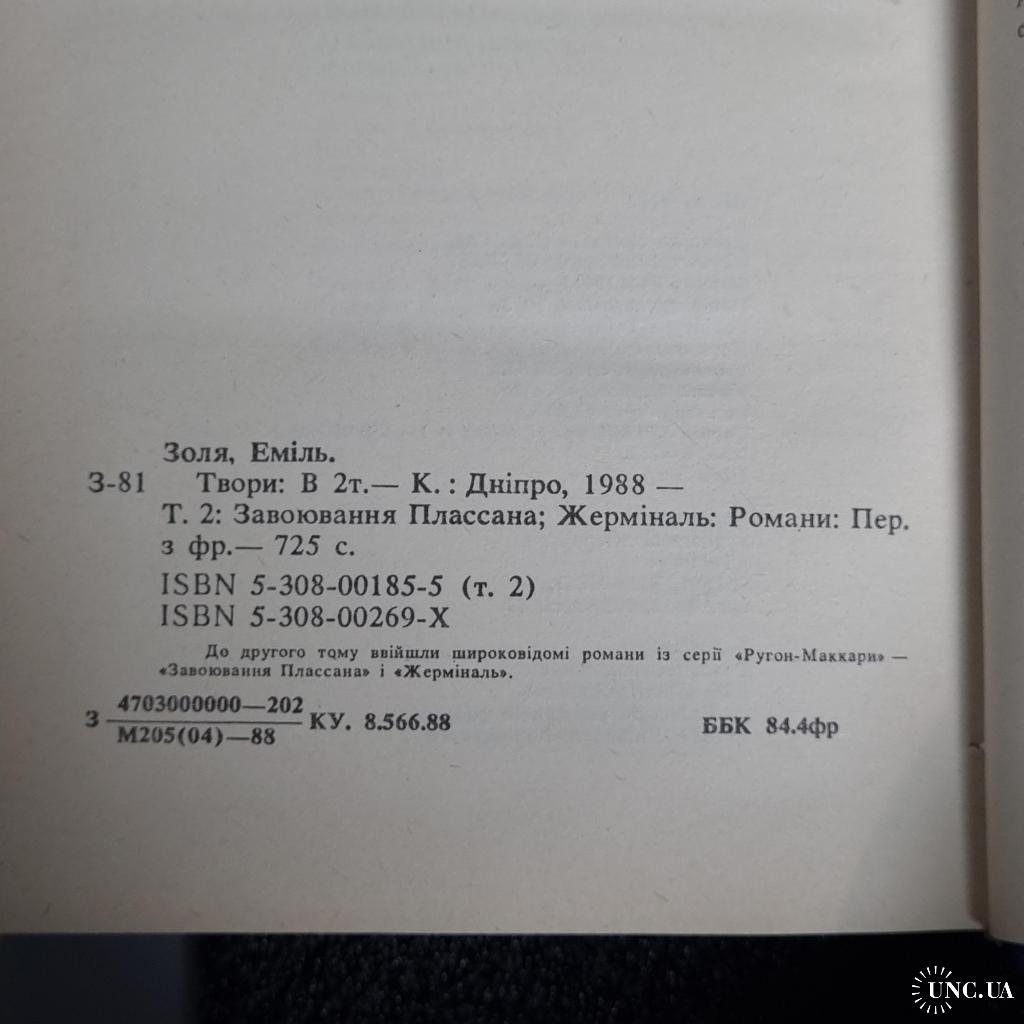 Золя, Еміль.
З-81 Твори: В 2т.— К.: Дніпро, 1988 —
Т. 2: Завоювання Плассана; Жерміналь: Романи: Пер.
з фр.— 725 с.
ISBN 5-308-00185-5 (т. 2)
ISBN 5-308-00269-X
До другого тому ввійшли широковідомі романи із серії «Ругон-Маккари» —
«Завоювання Плассана» і «Жерміналь».
4703000000—202
З КУ. 8.566.88 ББК 84.4фр
М205(04)—88
UNC.UA